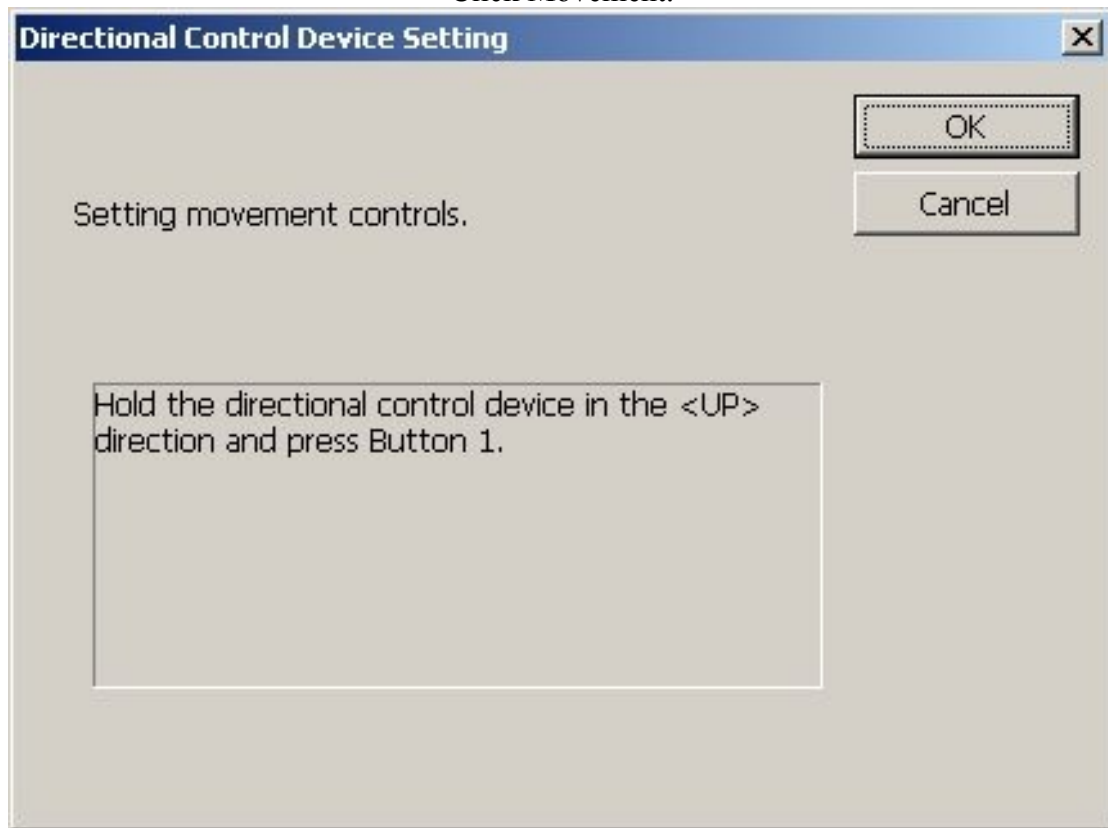 Directional Control Device Setting
OK
Setting movement controls.
Cancel
Hold the directional control device in the <UP>
direction and press Button 1.